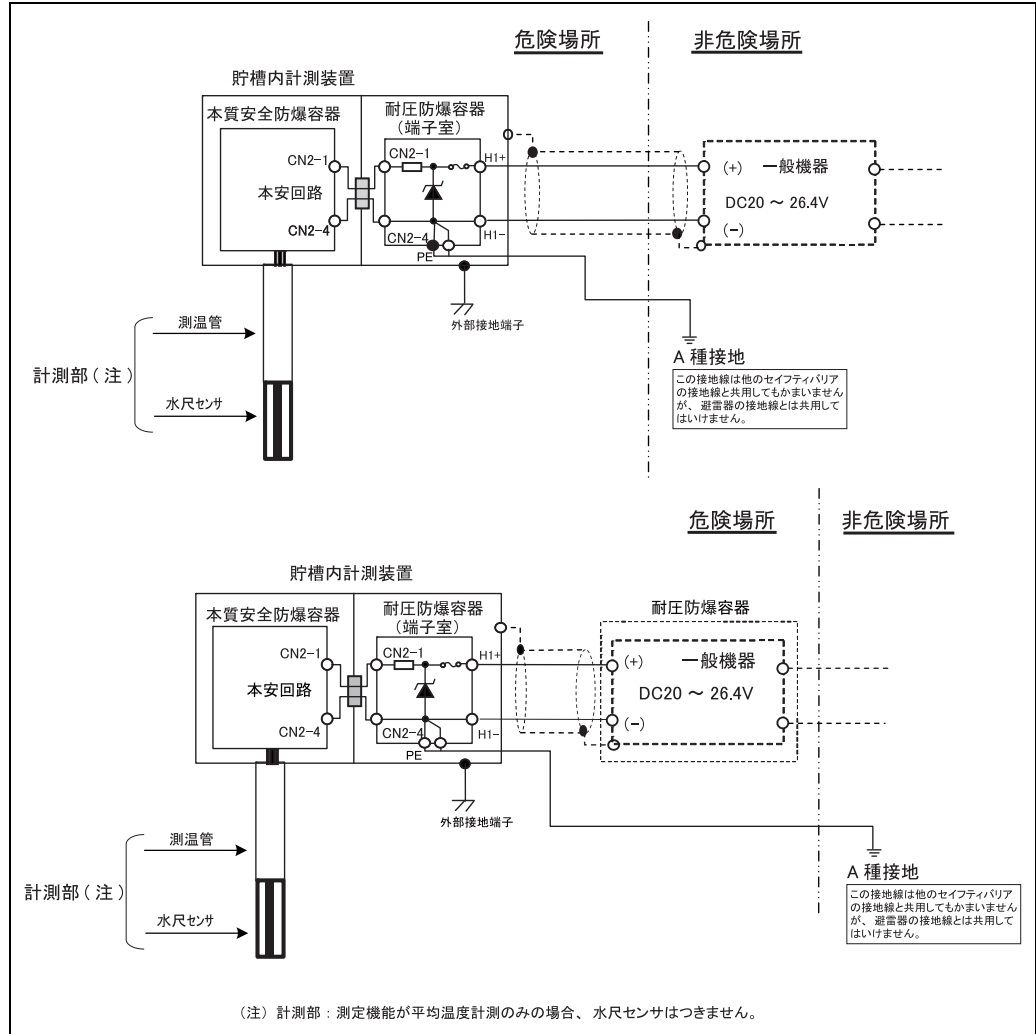 危険場所
非危険場所
貯槽内計測装置
本質安全防爆容器
耐圧防爆容器
(端子室)
CN2-1
CN2-1
H1+
(+)
一般機器
本安回路
DC20 ~ 26.4V
CN2-4
CN2-4
H1-
(-)
PE
外部接地端子
測温管
A 種接地
計測部(注)
この接地線は他のセイフティバリア
の接地線と共用してもかまいません
が、避雷器の接地線とは共用して
はいけません。
水尺センサ
危険場所
非危険場所
貯槽内計測装置
本質安全防爆容器
耐圧防爆容器
(端子室)
耐圧防爆容器
CN2-1
CN2-1
H1+
(+)
一般機器
本安回路
DC20 ~ 26.4V
CN2-4
CN2-4
H1-
(-)
PE
外部接地端子
測温管
A 種接地
計測部(注)
この接地線は他のセイフティバリア
の接地線と共用してもかまいません
が、避雷器の接地線とは共用して
はいけません。
水尺センサ
(注) 計測部:測定機能が平均温度計測のみの場合、水尺センサはつきません。